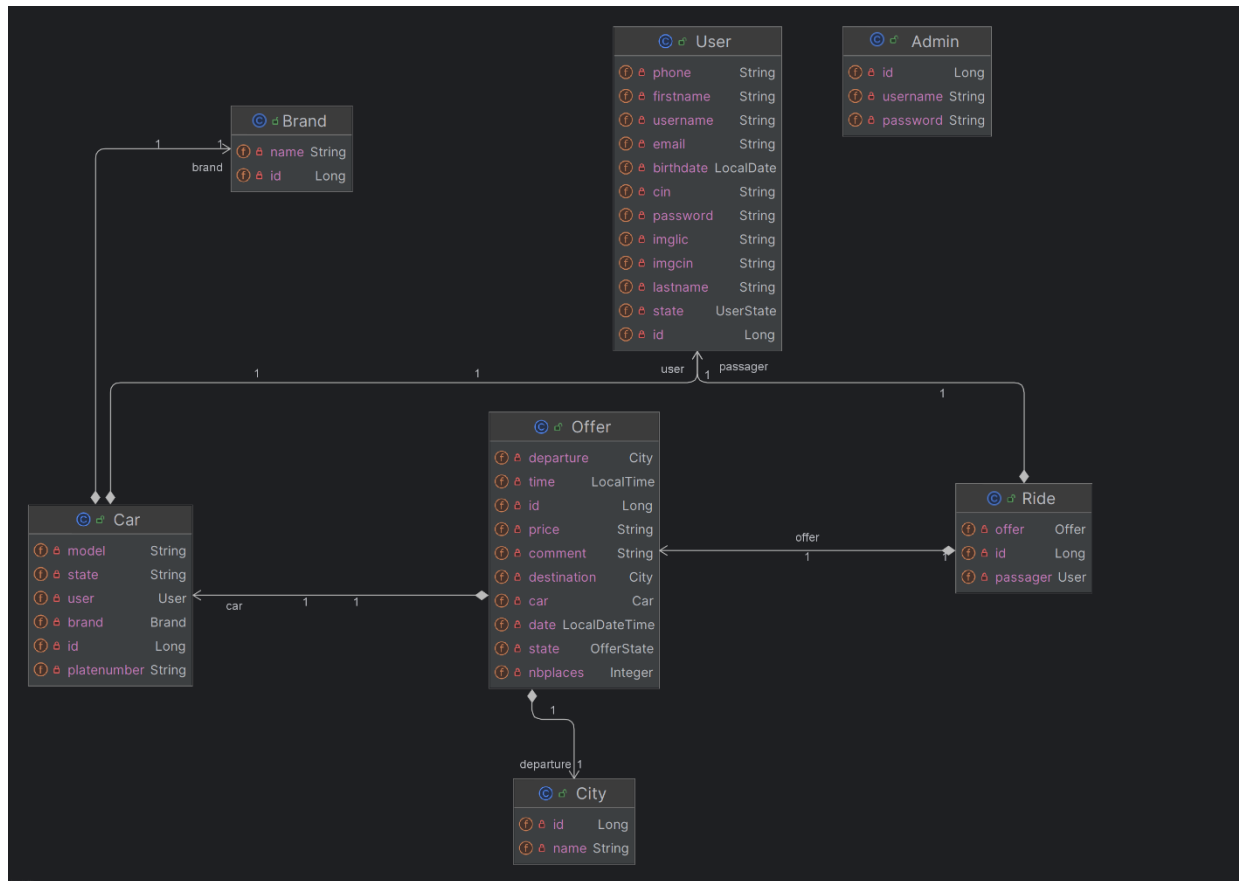 User
phone String
firstname String
username String
email String
birthdate LocalDate
cin String
password String
imglic String
imgcin String
lastname String
state UserState
id Long
Admin
id Long
username String
password String
Brand
name String
id Long
1 1
brand
1 1
user 1 passager
1
Offer
departure City
time LocalTime
id Long
price String
comment String
destination City
car Car
date LocalDateTime
state OfferState
nbplaces Integer
Ride
offer Offer
id Long
passager User
offer
1 1
Car
model String
state String
user User
brand Brand
id Long
platenumber String
car 1 1
1
departure 1
City
id Long
name String